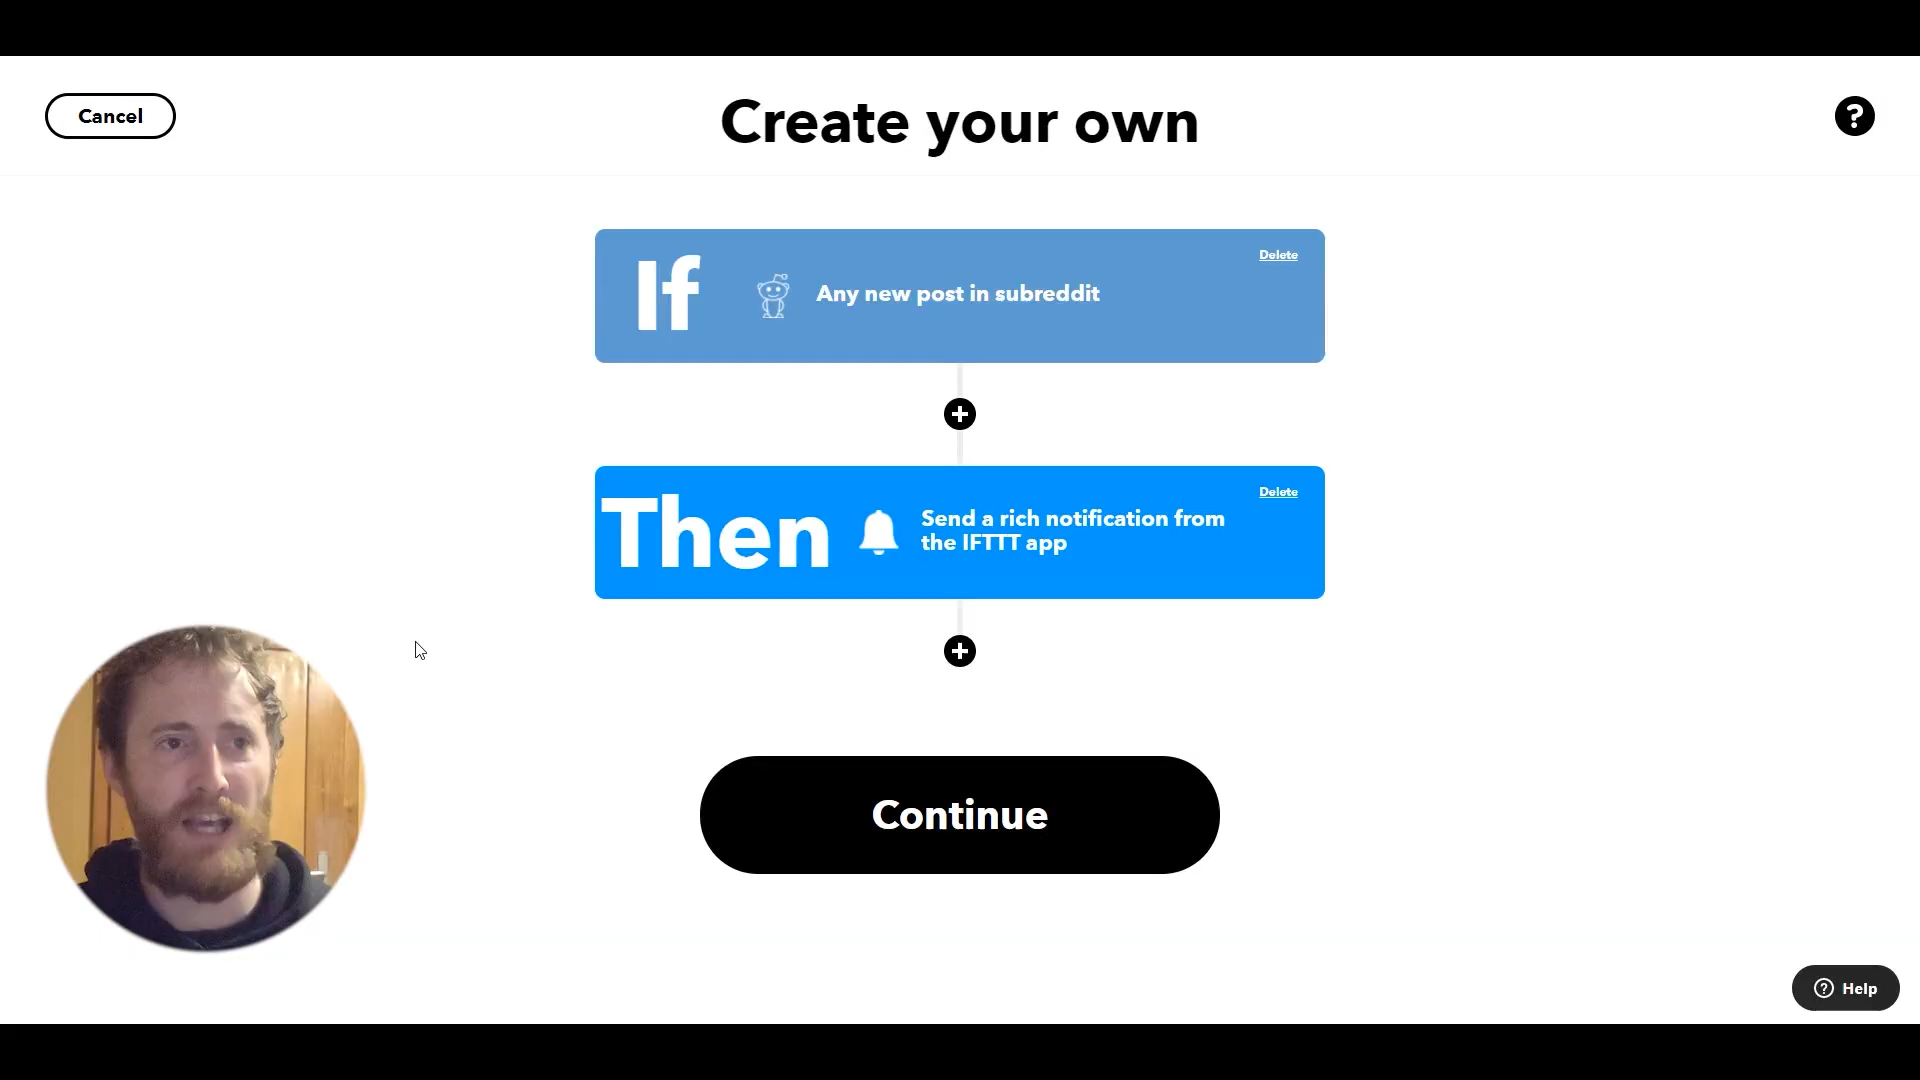 Cancel
Create your own
?
Delete
If
Any new post in subreddit
Delete
Then
Send a rich notification from
the IFTTT app
Continue
? Help